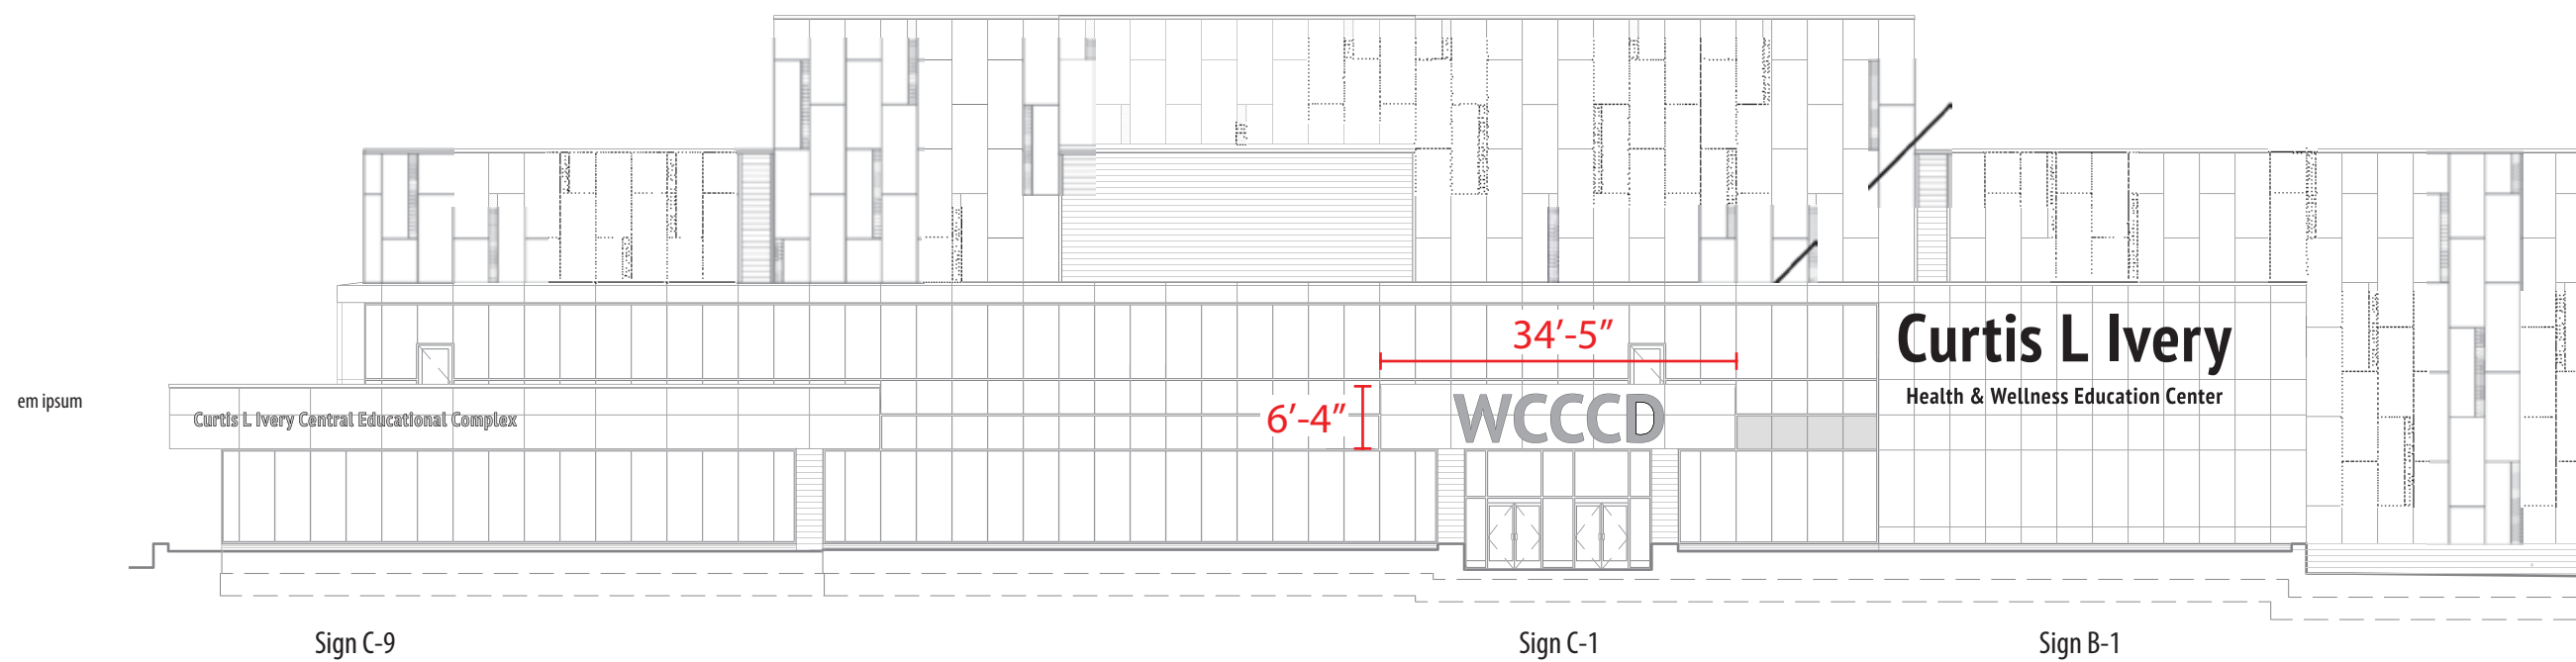 34’-5”
Curtis L Ivery
Health & Wellness Education Center
em ipsum
Curtis L Ivery Central Educational Complex
6’-4”
WCCCD
Sign C-9
Sign C-1
Sign B-1